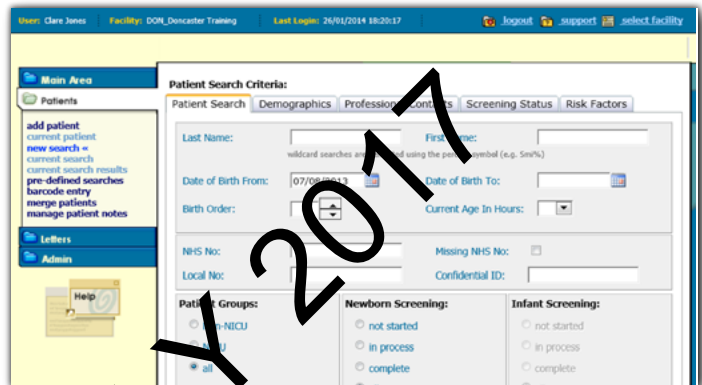 User: Clare Jones Facility: DON_Doncaster Training Last Login: 26/01/2014 18:20:17 logout support select facility
Main Area
Patients
add patient
current patient
new search «
current search
current search results
pre-defined searches
barcode entry
merge patients
manage patient notes
Letters
Admin
Help
Patient Search Criteria:
Patient Search Demographics Profession Contacts Screening Status Risk Factors
Last Name: First
wildcard searches are using the symbol (e.g. Smi%)
Date of Birth From: 07/08/2013 Date of Birth To:
Birth Order: Current Age In Hours:
NHS No: Missing NHS No:
Local No: Confidential ID:
Patient Groups: Newborn Screening: Infant Screening:
not started not started
in process in process
all complete complete
Y 2017